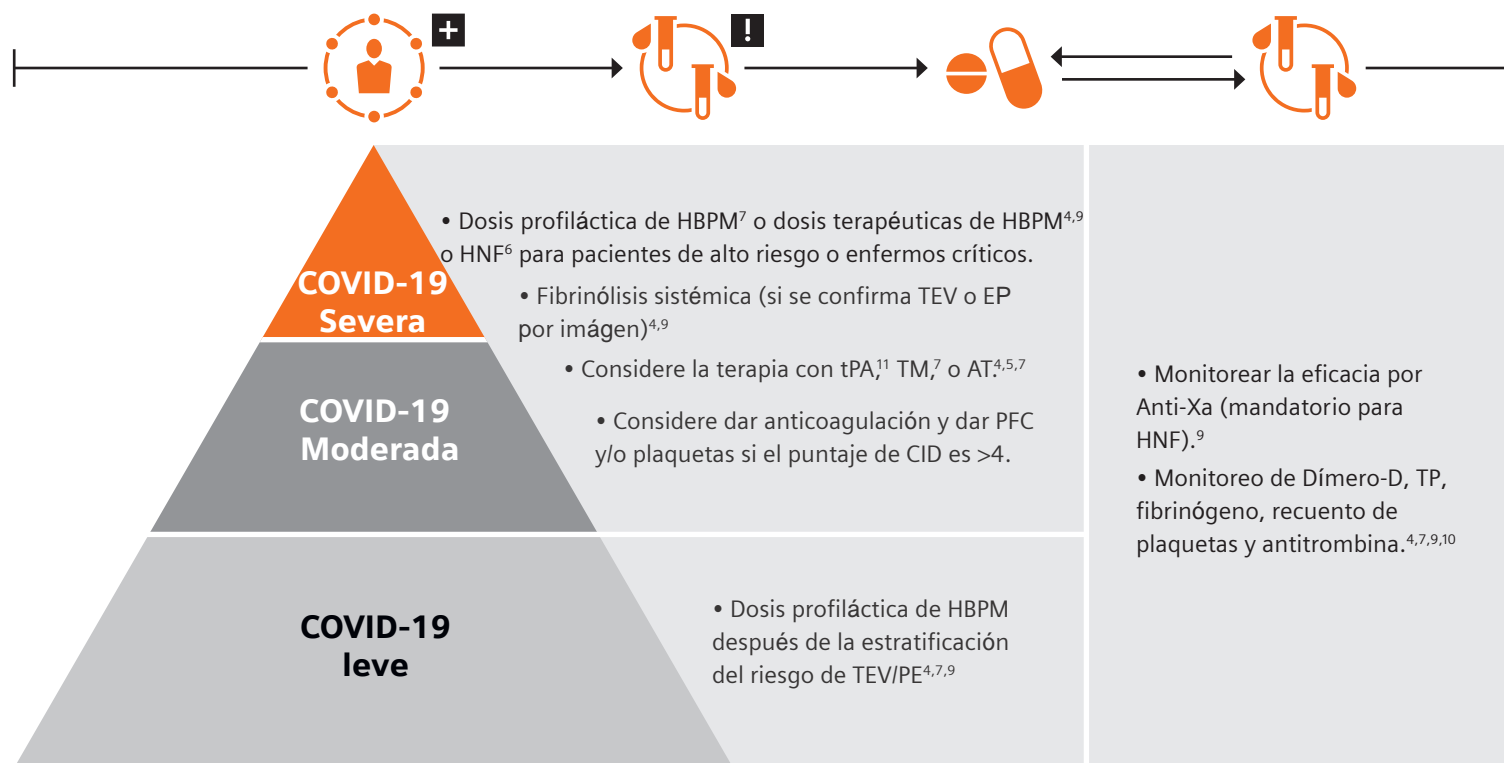 +
!
• Dosis profiláctica de HBPM⁷ o dosis terapéuticas de HBPM⁴,⁹
o HNF⁶ para pacientes de alto riesgo o enfermos críticos.
• Fibrinólisis sistémica (si se confirma TEV o EP
por imágen)⁴,⁹
• Considere la terapia con tPA,¹¹ TM,⁷ o AT.⁴,⁵,⁷
• Considere dar anticoagulación y dar PFC
y/o plaquetas si el puntaje de CID es >4.
COVID-19
Severa
COVID-19
Moderada
COVID-19
leve
• Dosis profiláctica de HBPM
después de la estratificación
del riesgo de TEV/PE⁴,⁷,⁹
• Monitorear la eficacia por
Anti-Xa (mandatorio para
HNF).⁹
• Monitoreo de Dímero-D, TP,
fibrinógeno, recuento de
plaquetas y antitrombina.⁴,⁷,⁹,¹⁰